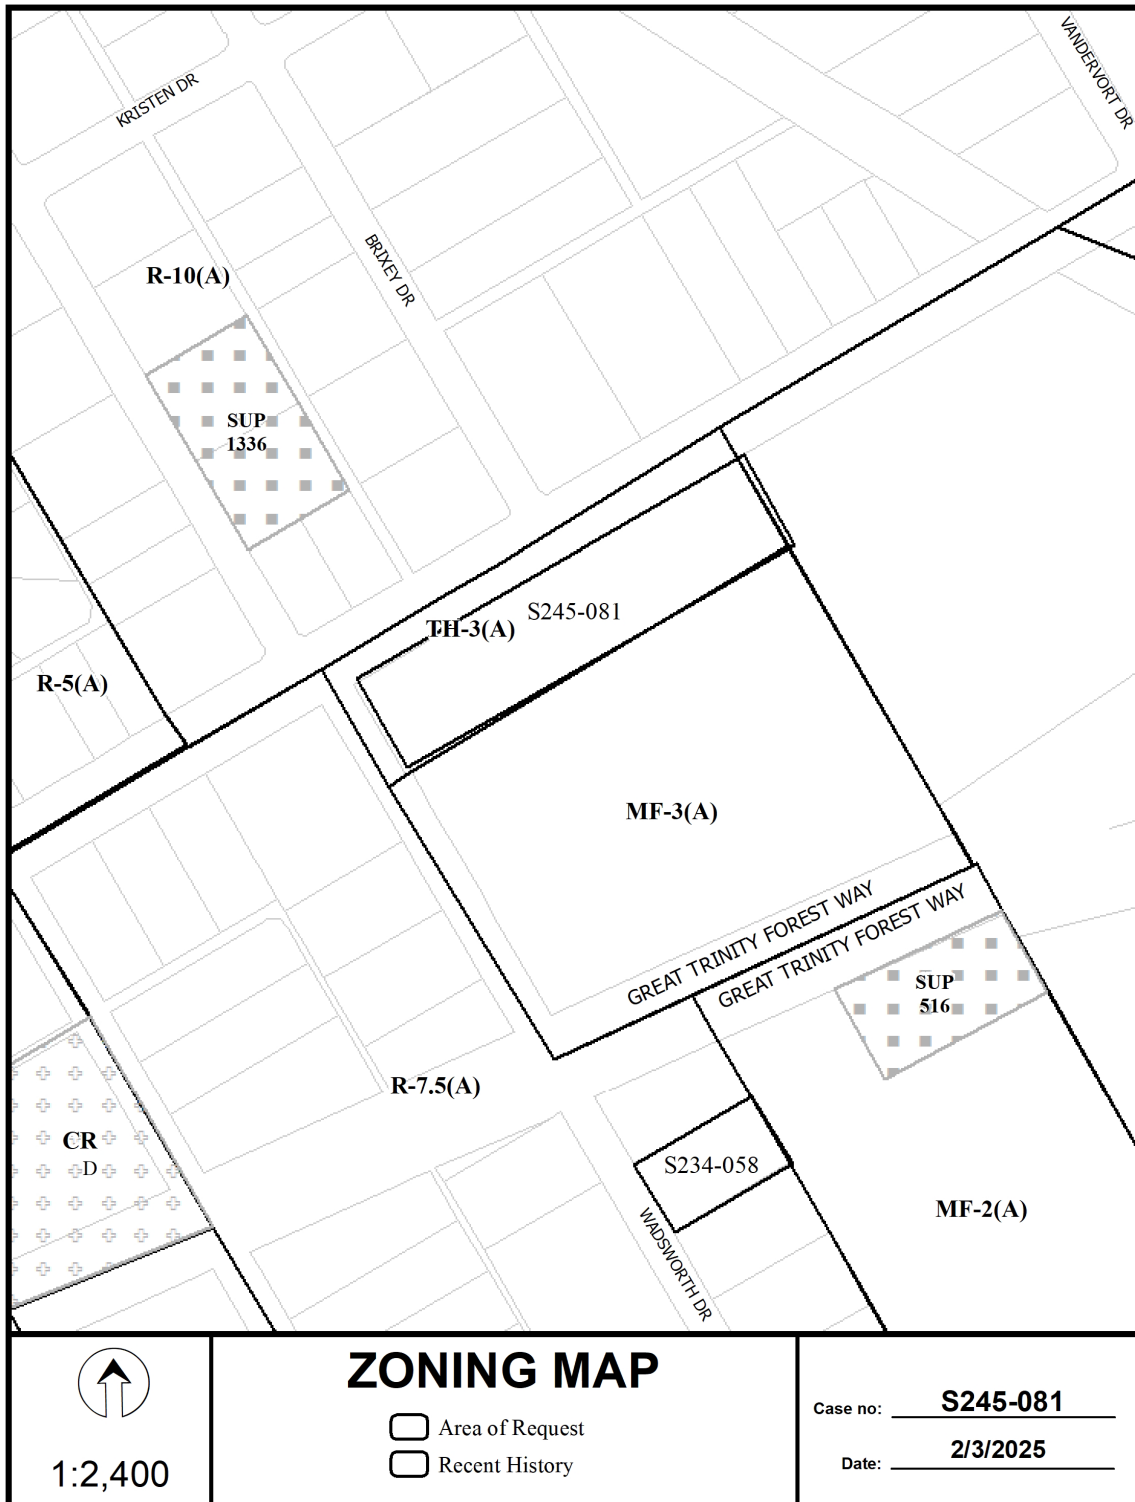 VANDERVORT DR
KRISTEN DR
BRIXEY DR
R-10(A)
SUP
1336
S245-081
TH-3(A)
R-5(A)
MF-3(A)
GREAT TRINITY FOREST WAY
GREAT TRINITY FOREST WAY
SUP
516
R-7.5(A)
CR
D
S234-058
WADSWORTH DR
MF-2(A)
1:2,400
ZONING MAP
Area of Request
Recent History
Case no: S245-081
Date: 2/3/2025